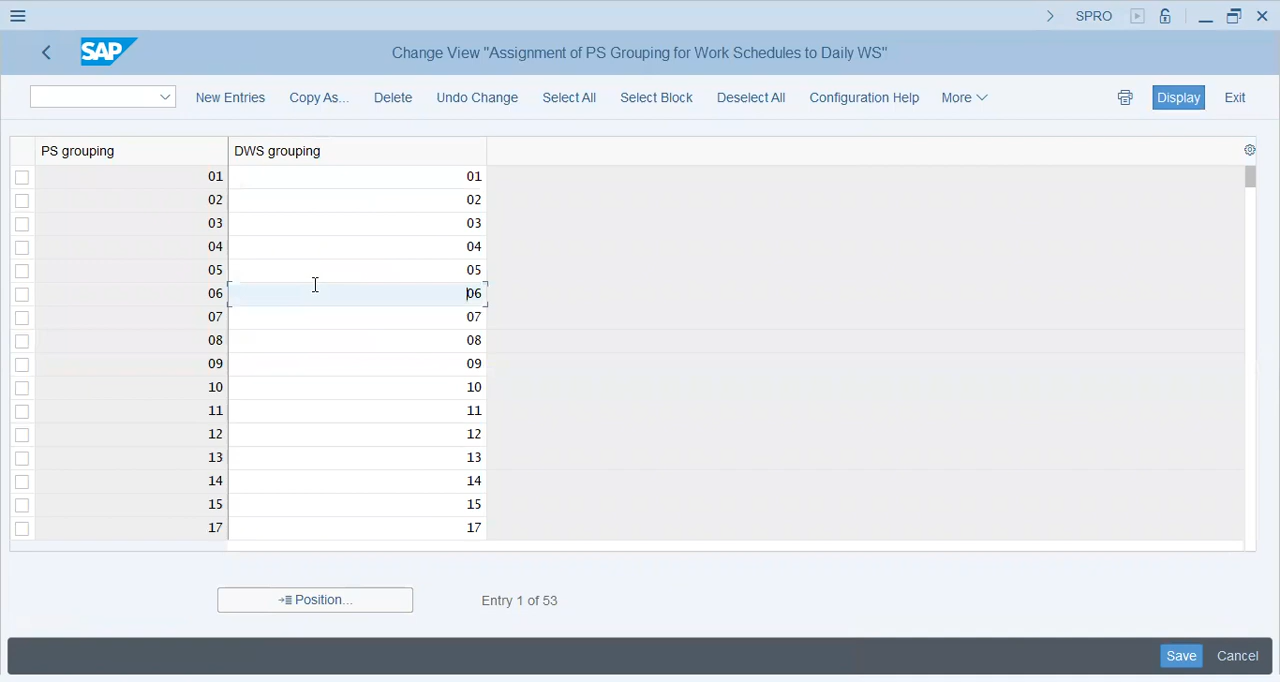 SPRO
SAP
Change View "Assignment of PS Grouping for Work Schedules to Daily WS"
New Entries Copy As... Delete Undo Change Select All Select Block Deselect All Configuration Help More Display Exit
PS grouping DWS grouping
01 01
02 02
03 03
04 04
05 05
06 06
07 07
08 08
09 09
10 10
11 11
12 12
13 13
14 14
15 15
17 17
Position... Entry 1 of 53
Save Cancel